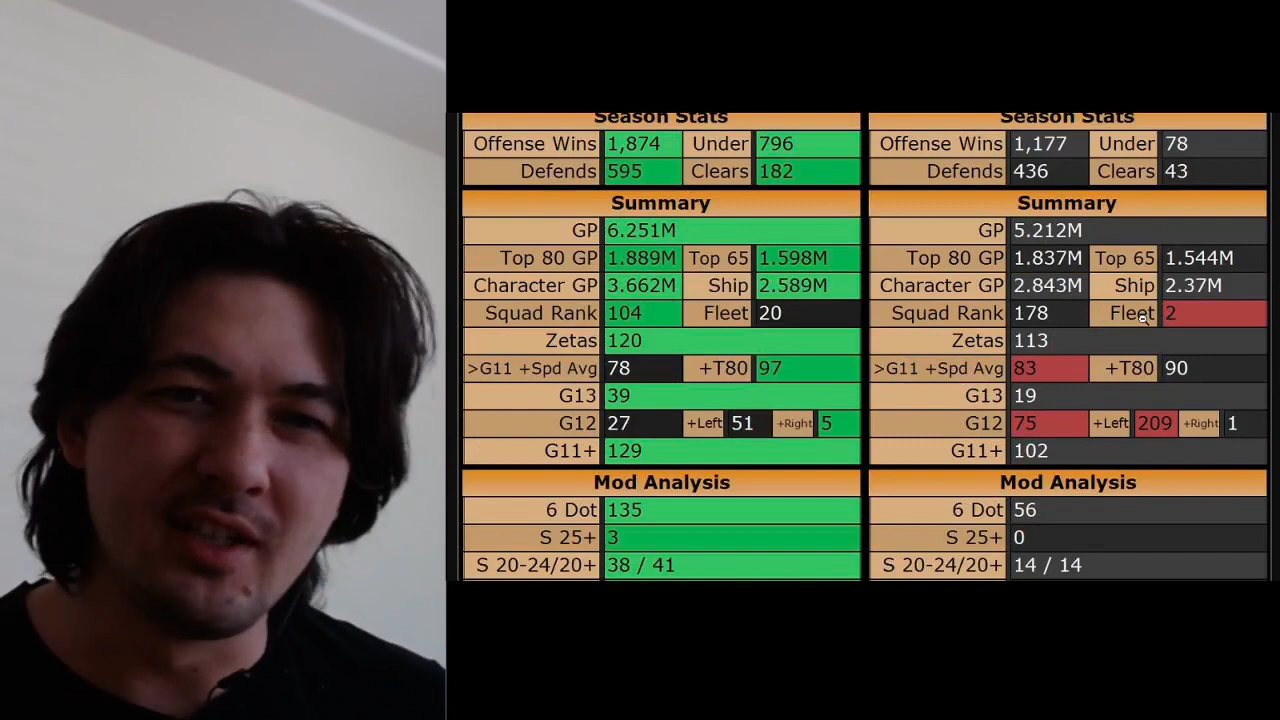 Season Stats
Offense Wins 1,874 Under 796
Defends 595 Clears 182
Summary
GP 6.251M
Top 80 GP 1.889M Top 65 1.598M
Character GP 3.662M Ship 2.589M
Squad Rank 104 Fleet 20
Zetas 120
>G11 +Spd Avg 78 +T80 97
G13 39
G12 27 +Left 51 +Right 5
G11+ 129
Mod Analysis
6 Dot 135
S 25+ 3
S 20-24/20+ 38 / 41
Season Stats
Offense Wins 1,177 Under 78
Defends 436 Clears 43
Summary
GP 5.212M
Top 80 GP 1.837M Top 65 1.544M
Character GP 2.843M Ship 2.37M
Squad Rank 178 Fleet 2
Zetas 113
>G11 +Spd Avg 83 +T80 90
G13 19
G12 75 +Left 209 +Right 1
G11+ 102
Mod Analysis
6 Dot 56
S 25+ 0
S 20-24/20+ 14 / 14